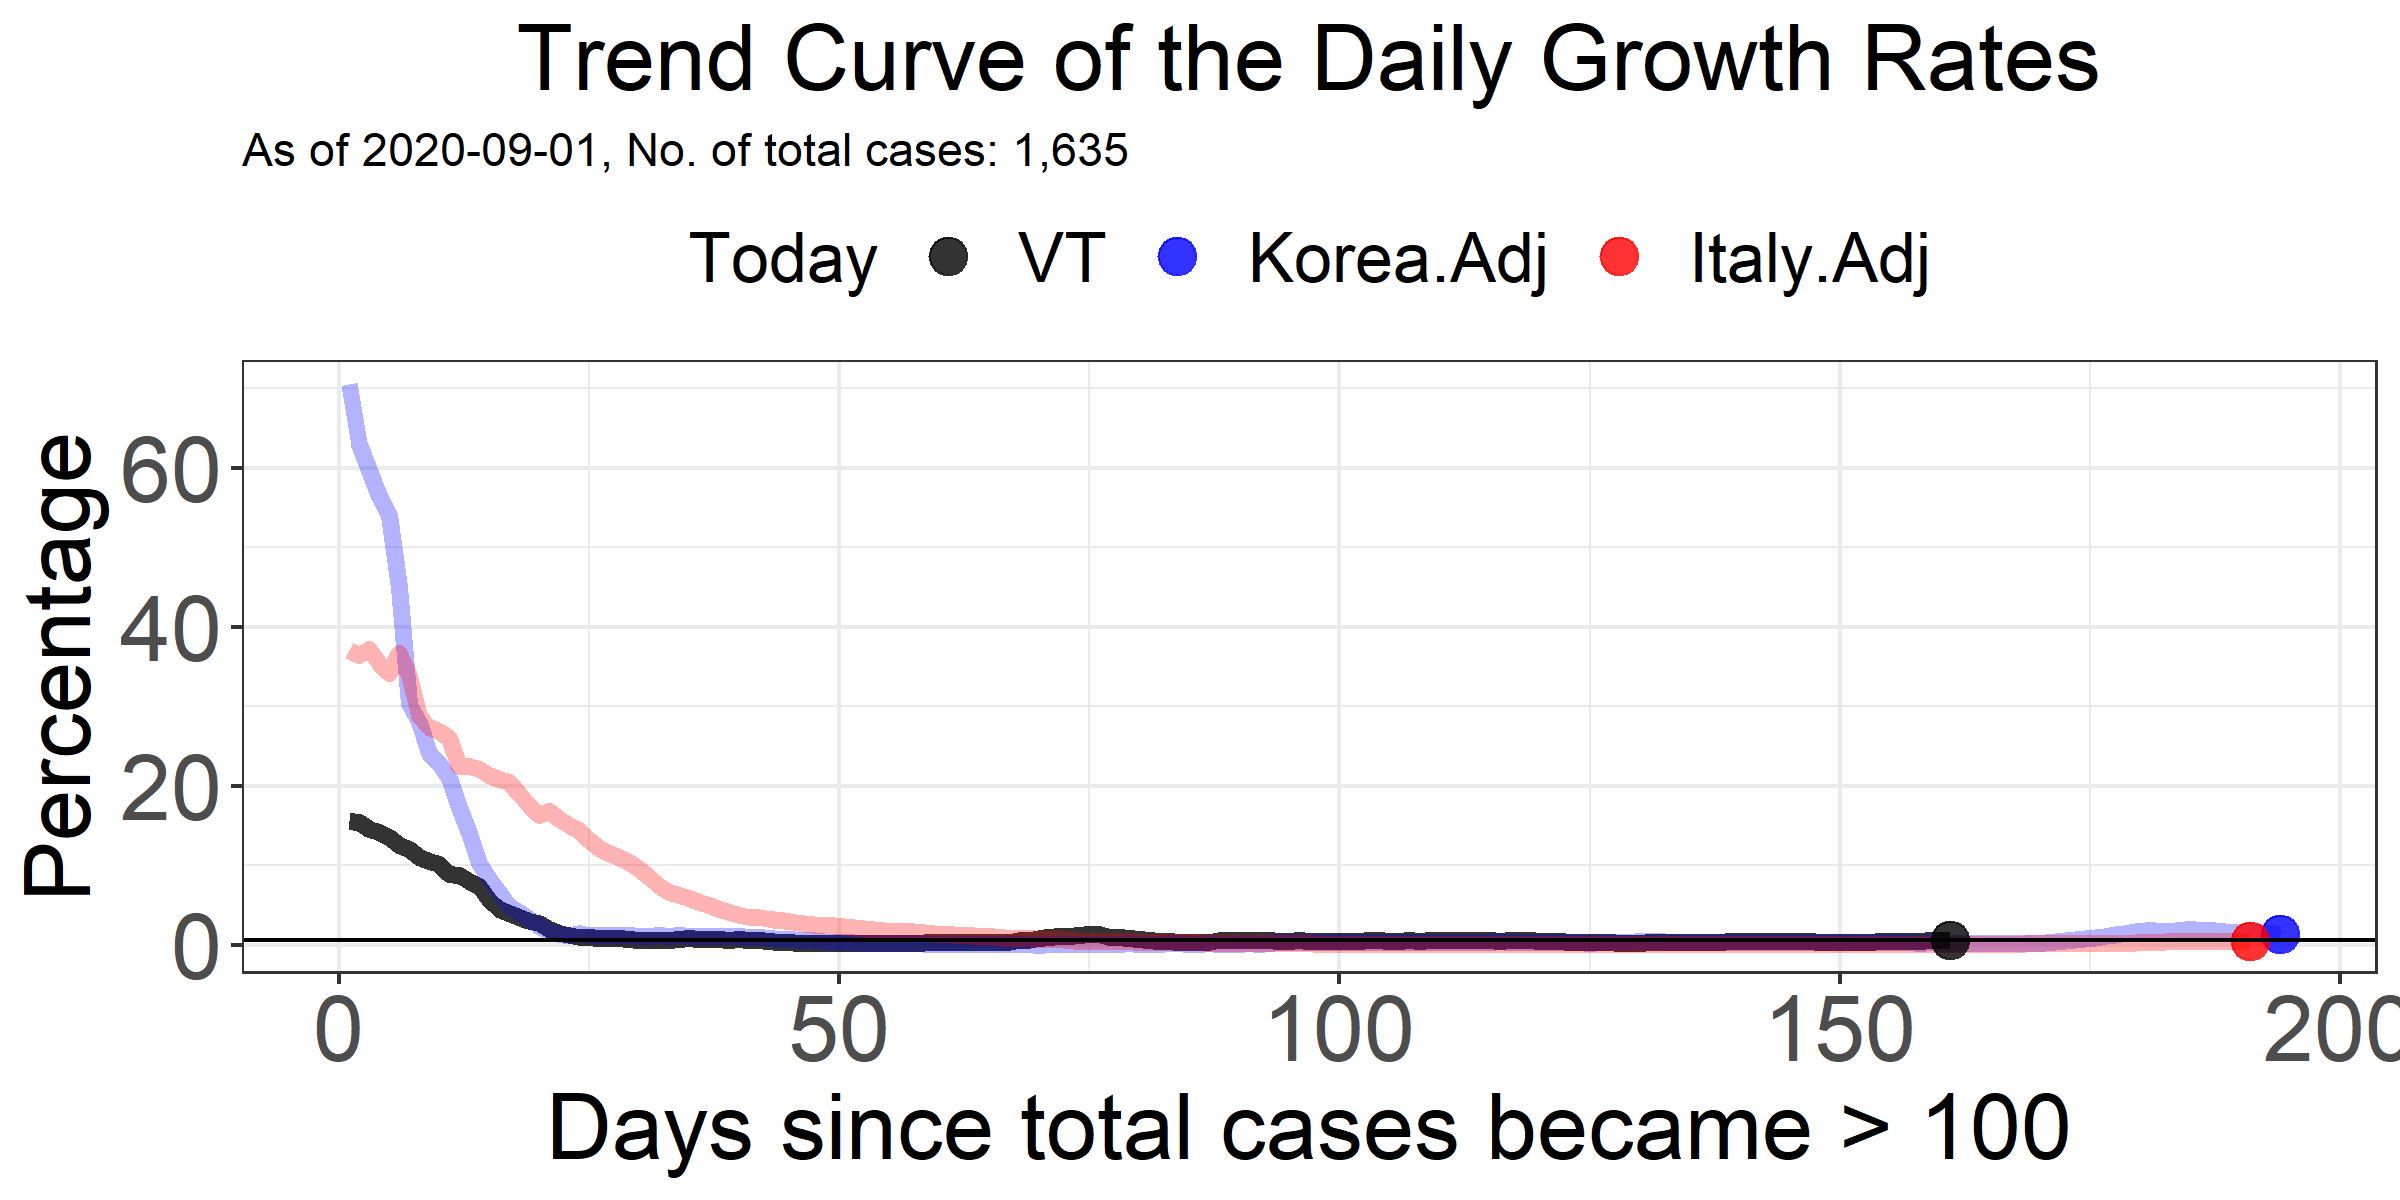 Trend Curve of the Daily Growth Rates
As of 2020-09-01, No. of total cases: 1,635
Today VT Korea.Adj Italy.Adj
Percentage
60
40
20
0
0 50 100 150 200
Days since total cases became > 100